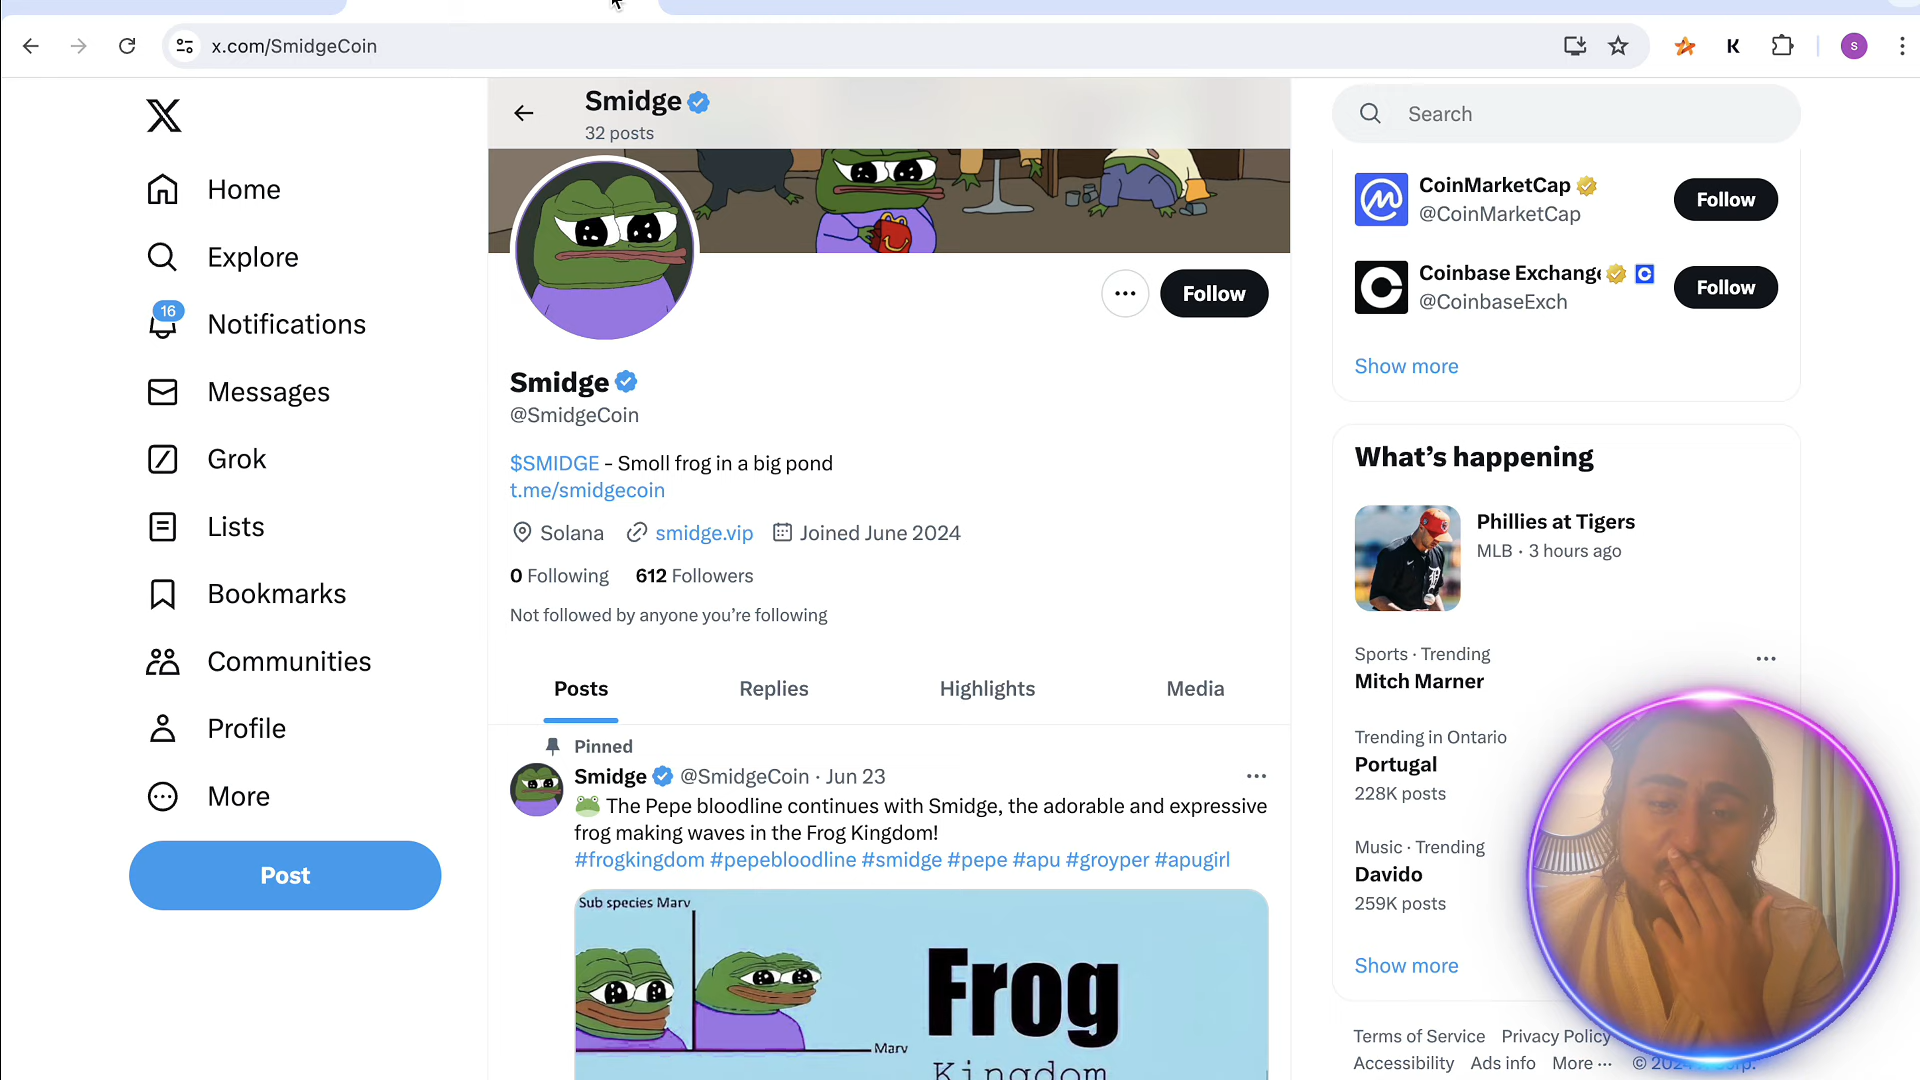 x.com/SmidgeCoin
K
S
Smidge
32 posts
Search
CoinMarketCap
@CoinMarketCap
Follow
Coinbase Exchange
@CoinbaseExch
Follow
Show more
Home
Explore
16
Notifications
Messages
Grok
Lists
Bookmarks
Communities
Profile
More
Post
Follow
Smidge
@SmidgeCoin
$SMIDGE - Smoll frog in a big pond
t.me/smidgecoin
Solana smidge.vip Joined June 2024
0 Following 612 Followers
Not followed by anyone you’re following
Posts Replies Highlights Media
Pinned
Smidge @SmidgeCoin · Jun 23
The Pepe bloodline continues with Smidge, the adorable and expressive
frog making waves in the Frog Kingdom!
#frogkingdom #pepebloodline #smidge #pepe #apu #groyper #apugirl
Sub species Marv
Marv
Frog
Kingdom
What’s happening
Phillies at Tigers
MLB · 3 hours ago
Sports · Trending
Mitch Marner
Trending in Ontario
Portugal
228K posts
Music · Trending
Davido
259K posts
Show more
Terms of Service Privacy Policy
Accessibility Ads info More ···